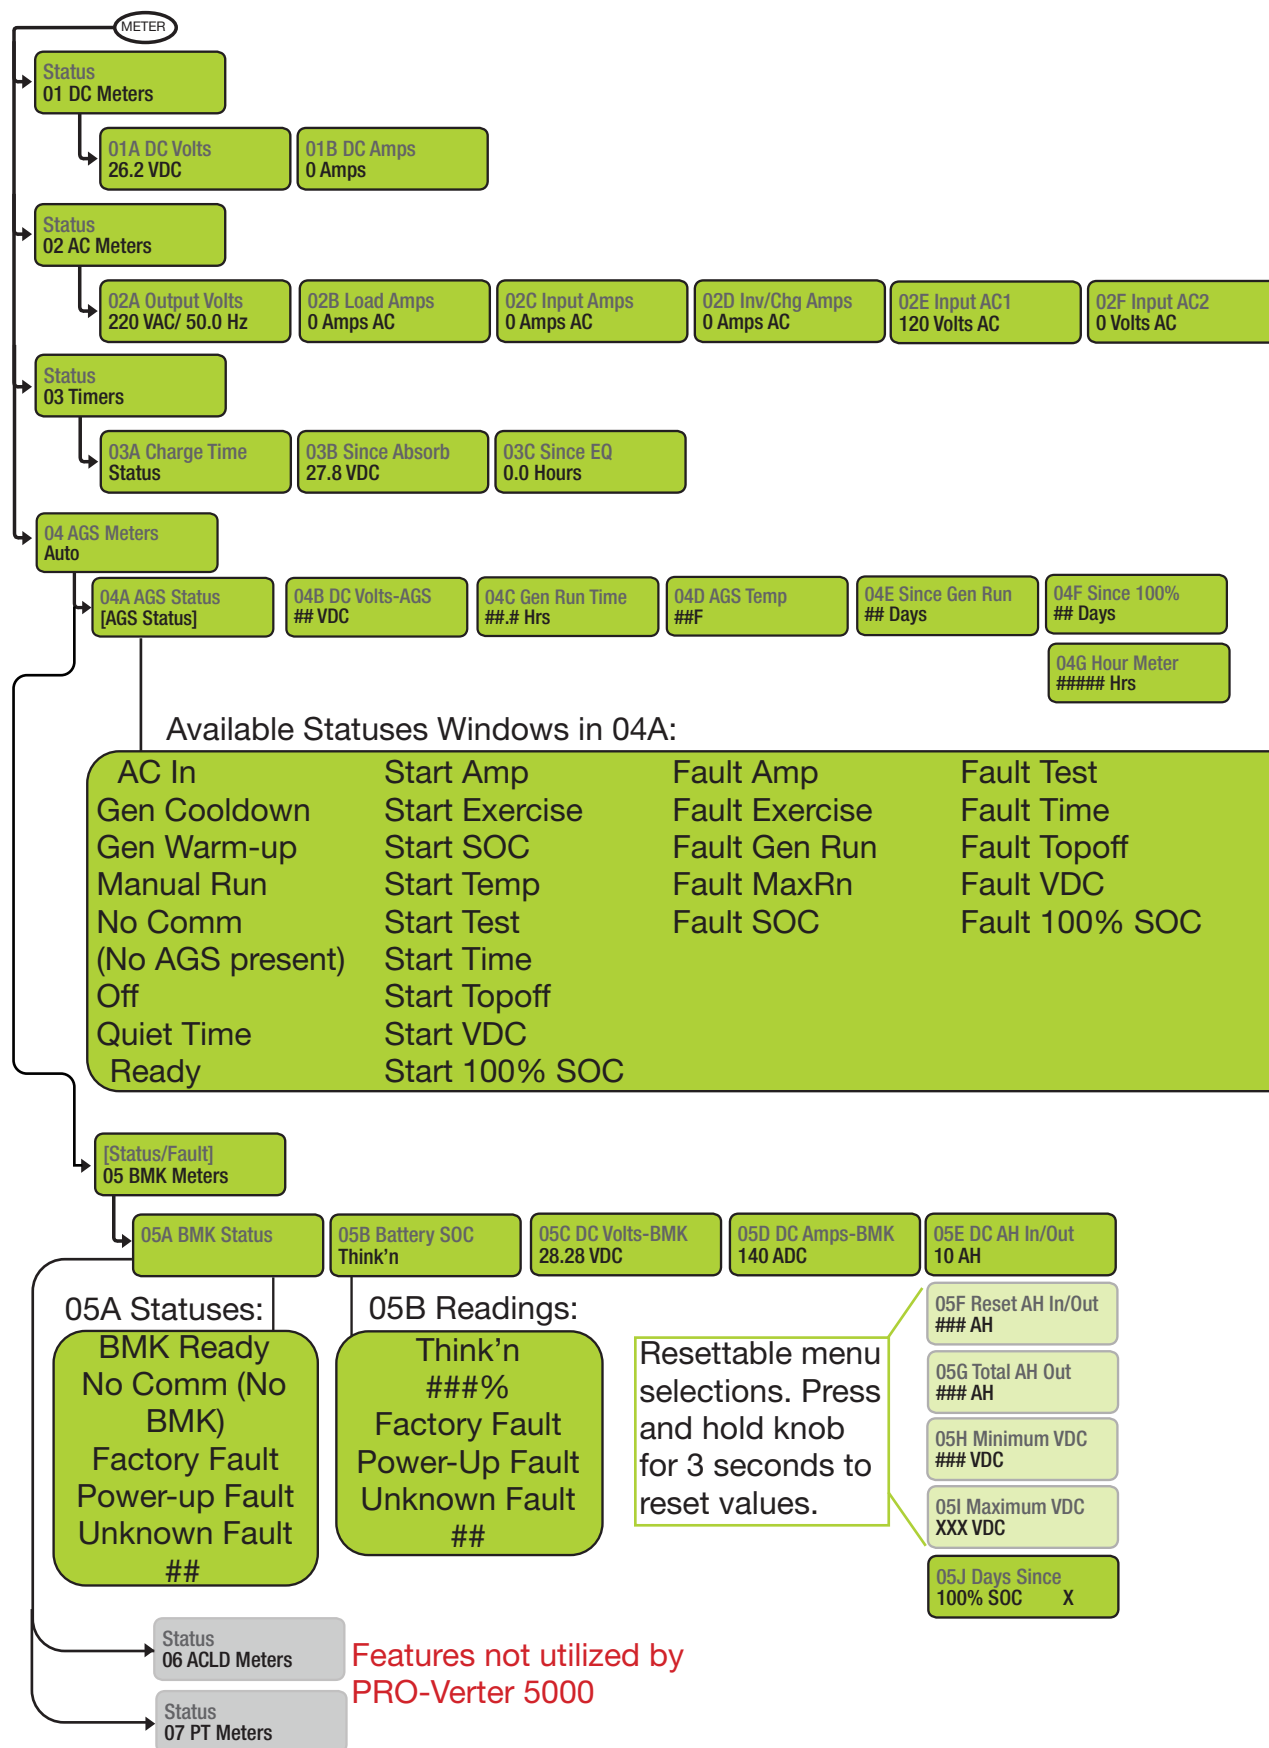 METER
Status
01 DC Meters
01A DC Volts
26.2 VDC
01B DC Amps
0 Amps
Status
02 AC Meters
02A Output Volts
220 VAC/ 50.0 Hz
02B Load Amps
0 Amps AC
02C Input Amps
0 Amps AC
02D Inv/Chg Amps
0 Amps AC
02E Input AC1
120 Volts AC
02F Input AC2
0 Volts AC
Status
03 Timers
03A Charge Time
Status
03B Since Absorb
27.8 VDC
03C Since EQ
0.0 Hours
04 AGS Meters
Auto
04A AGS Status
[AGS Status]
04B DC Volts-AGS
## VDC
04C Gen Run Time
##.# Hrs
04D AGS Temp
##F
04E Since Gen Run
## Days
04F Since 100%
## Days
04G Hour Meter
##### Hrs
Available Statuses Windows in 04A:
AC In
Gen Cooldown
Gen Warm-up
Manual Run
No Comm
(No AGS present)
Off
Quiet Time
Ready
Start Amp
Start Exercise
Start SOC
Start Temp
Start Test
Start Time
Start Topoff
Start VDC
Start 100% SOC
Fault Amp
Fault Exercise
Fault Gen Run
Fault MaxRn
Fault SOC
Fault Test
Fault Time
Fault Topoff
Fault VDC
Fault 100% SOC
[Status/Fault]
05 BMK Meters
05A BMK Status
05B Battery SOC
Think'n
05C DC Volts-BMK
28.28 VDC
05D DC Amps-BMK
140 ADC
05E DC AH In/Out
10 AH
05A Statuses:
BMK Ready
No Comm (No
BMK)
Factory Fault
Power-up Fault
Unknown Fault
##
05B Readings:
Think'n
###%
Factory Fault
Power-Up Fault
Unknown Fault
##
Resettable menu
selections. Press
and hold knob
for 3 seconds to
reset values.
05F Reset AH In/Out
### AH
05G Total AH Out
### AH
05H Minimum VDC
### VDC
05I Maximum VDC
XXX VDC
05J Days Since
100% SOC X
Status
06 ACLD Meters
Features not utilized by
PRO-Verter 5000
Status
07 PT Meters